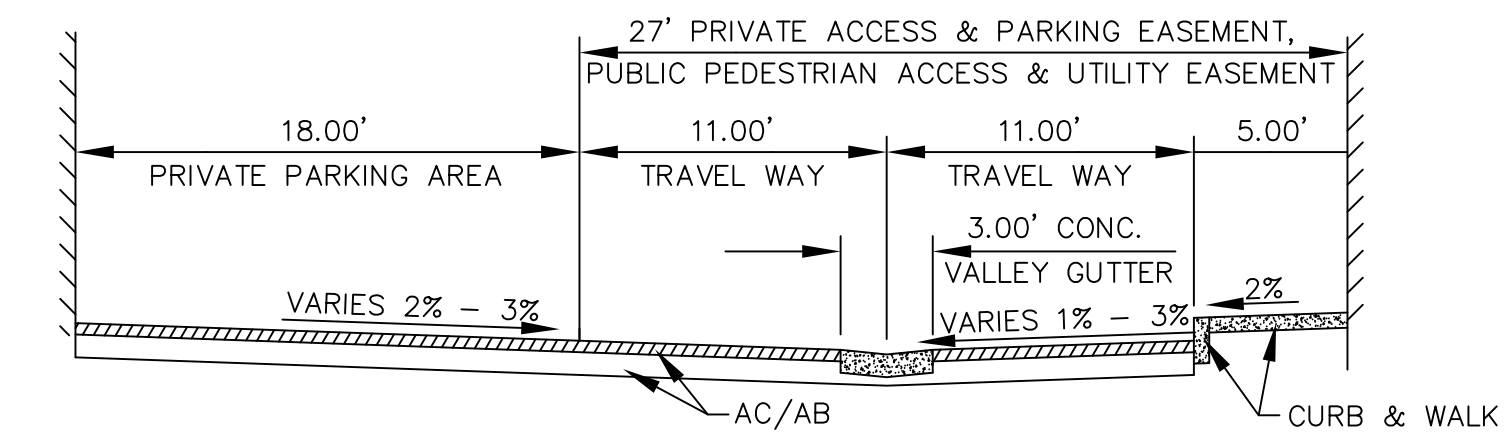 27' PRIVATE ACCESS & PARKING EASEMENT,
PUBLIC PEDESTRIAN ACCESS & UTILITY EASEMENT
18.00'
PRIVATE PARKING AREA
11.00'
TRAVEL WAY
11.00'
TRAVEL WAY
5.00'
3.00' CONC.
VALLEY GUTTER
VARIES 2% - 3%
VARIES 1% - 3%
2%
AC/AB
CURB & WALK